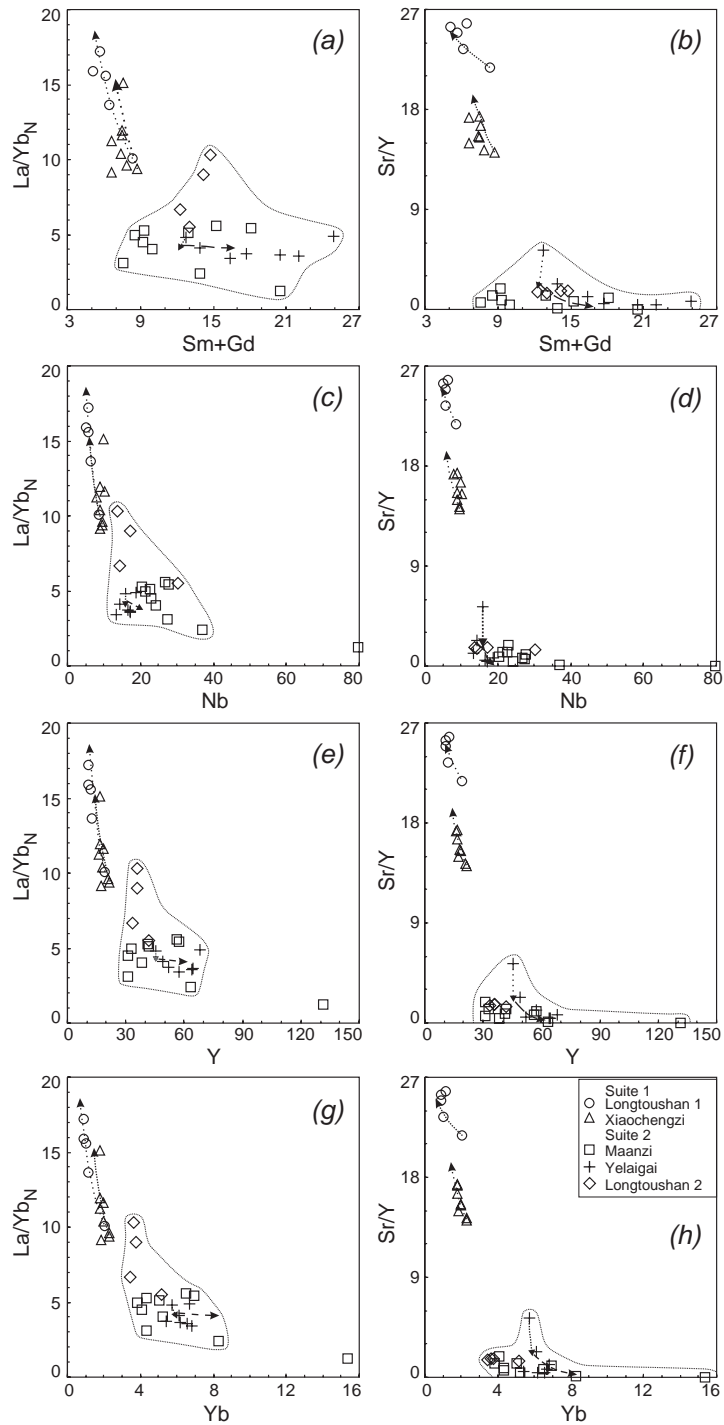 20
15
10
5
0
La/YbN
(a)
3
9
15
21
27
Sm+Gd
27
18
9
0
Sr/Y
(b)
3
9
15
21
27
Sm+Gd
20
15
10
5
0
La/YbN
(c)
0
20
40
60
80
Nb
27
18
9
0
Sr/Y
(d)
0
20
40
60
80
Nb
20
15
10
5
0
La/YbN
(e)
0
30
60
90
120
150
Y
27
18
9
0
Sr/Y
(f)
0
30
60
90
120
150
Y
20
15
10
5
0
La/YbN
(g)
0
4
8
12
16
Yb
27
18
9
0
Sr/Y
Suite 1
Longtoushan 1
Xiaochengzi
Suite 2
Maanzi
Yelaigai
Longtoushan 2
(h)
0
4
8
12
16
Yb